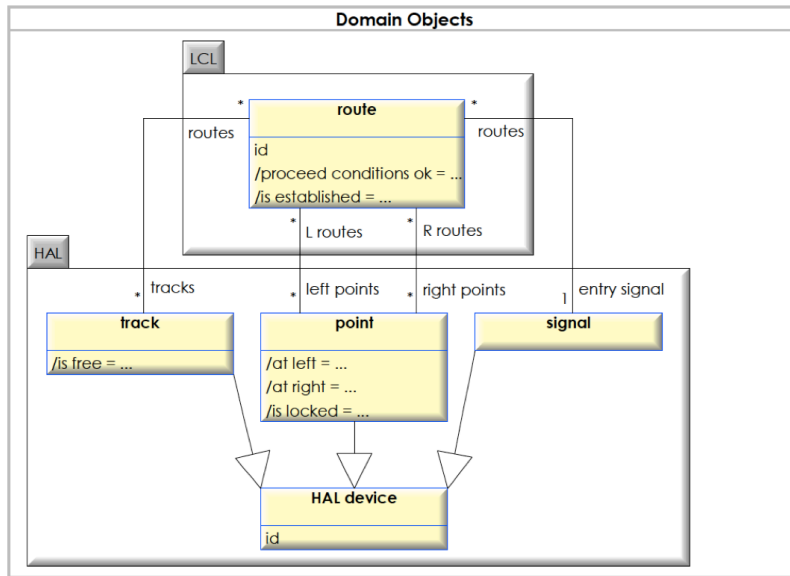 Domain Objects
LCL
*
route
*
routes
routes
id
/proceed conditions ok = ...
/is established = ...
*
*
L routes
R routes
HAL
*
tracks
*
left points
*
right points
1
entry signal
track
point
signal
/is free = ...
/at left = ...
/at right = ...
/is locked = ...
HAL device
id